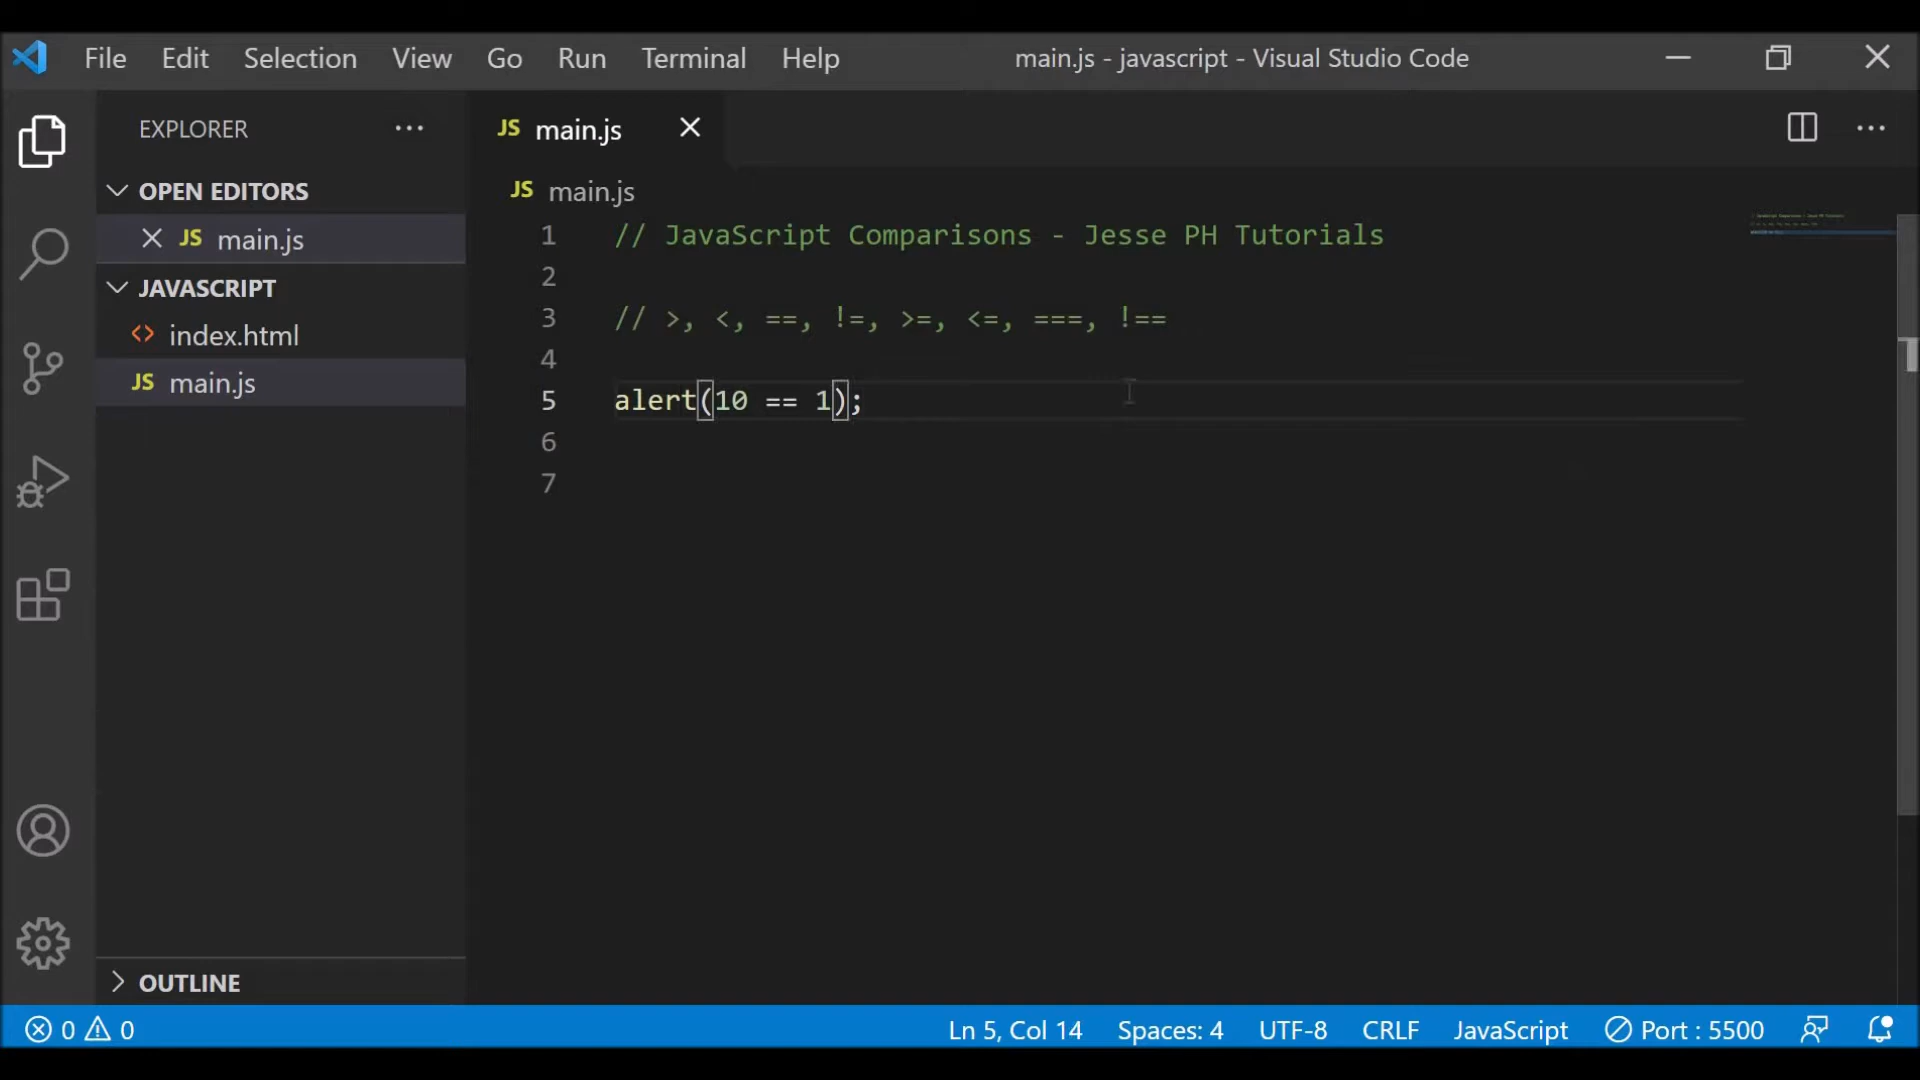 File Edit Selection View Go Run Terminal Help main.js - javascript - Visual Studio Code
EXPLORER
OPEN EDITORS
JS main.js
JAVASCRIPT
<> index.html
JS main.js
OUTLINE
JS main.js
JS main.js
1 // JavaScript Comparisons - Jesse PH Tutorials
2
3 // >, <, ==, !=, >=, <=, ===, !==
4
5 alert(10 == 1);
6
7
0 0 Ln 5, Col 14 Spaces: 4 UTF-8 CRLF JavaScript Port : 5500